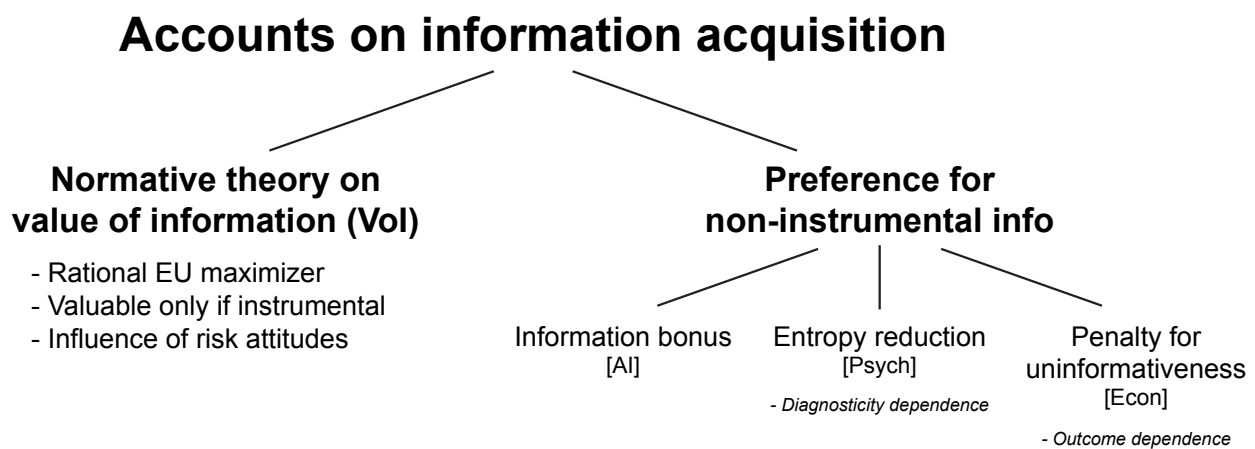 Accounts on information acquisition
Normative theory on
value of information (VoI)
- Rational EU maximizer
- Valuable only if instrumental
- Influence of risk attitudes
Preference for
non-instrumental info
Information bonus
[AI]
Entropy reduction
[Psych]
- Diagnosticity dependence
Penalty for
uninformativeness
[Econ]
- Outcome dependence